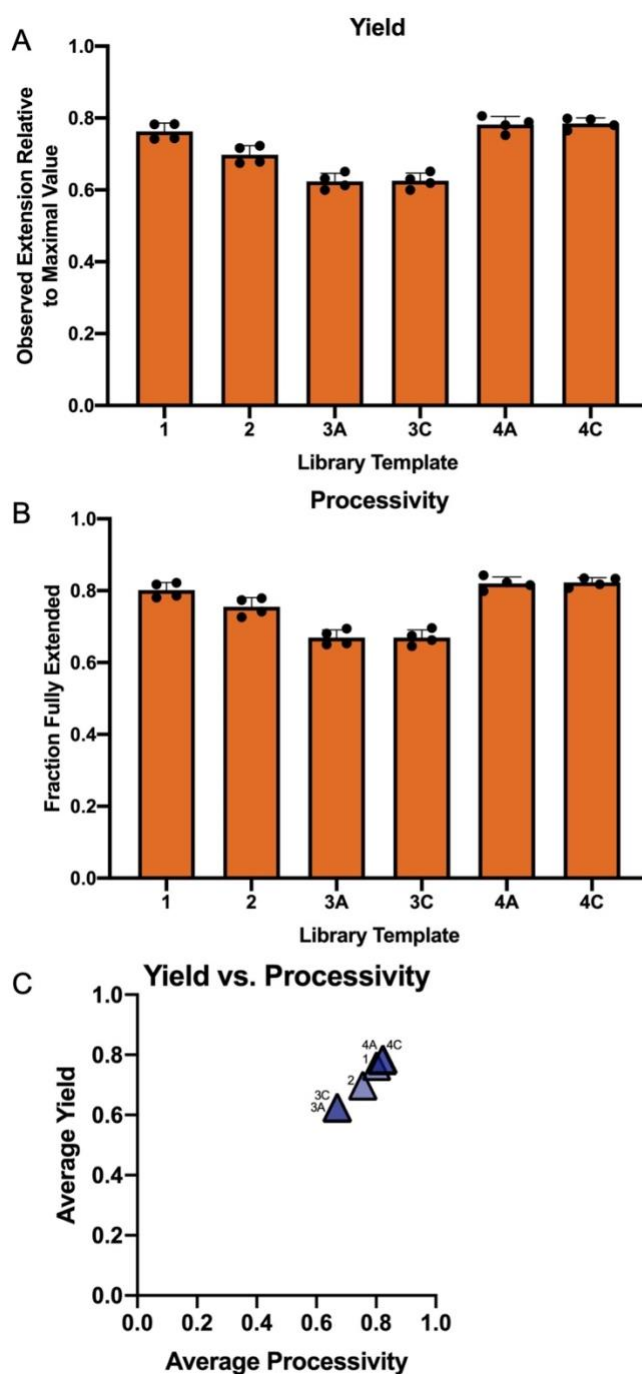 A
Yield
Observed Extension Relative
to Maximal Value
1.0
0.8
0.6
0.4
0.2
0.0
1 2 3A 3C 4A 4C
Library Template
B
Processivity
Fraction Fully Extended
1.0
0.8
0.6
0.4
0.2
0.0
1 2 3A 3C 4A 4C
Library Template
C
Yield vs. Processivity
Average Yield
1.0
0.8
0.6
0.4
0.2
0.0
4A 4C
1
2
3C
3A
0.0 0.2 0.4 0.6 0.8 1.0
Average Processivity